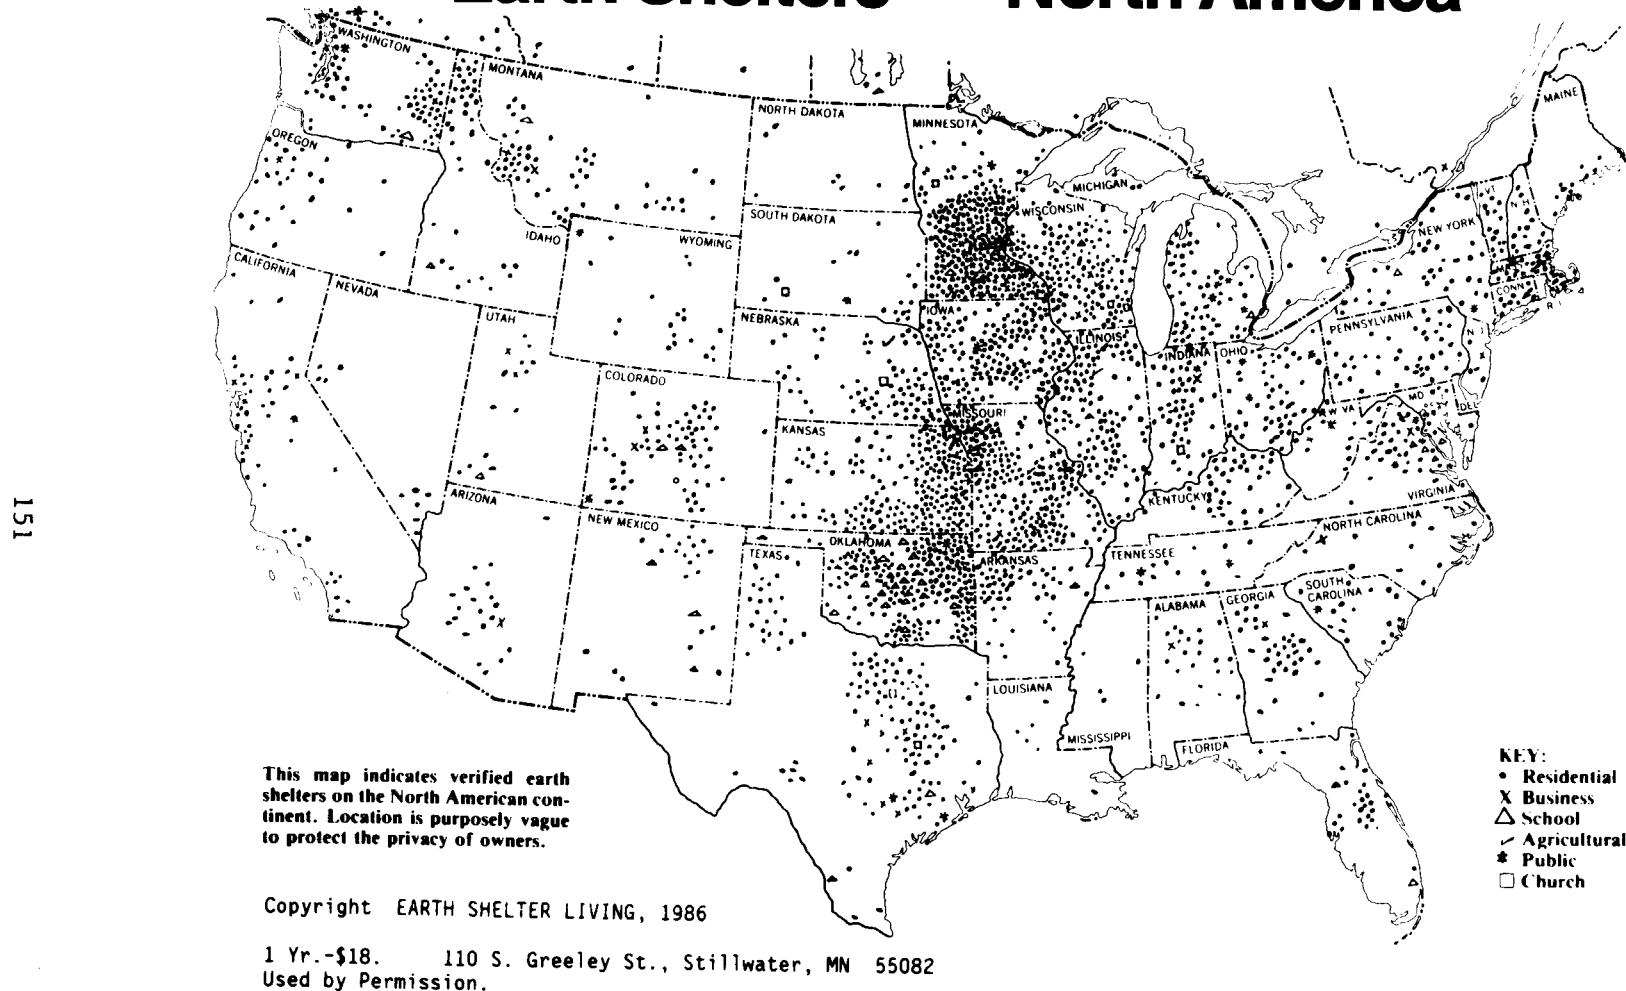 Earth Shelters North America
WASHINGTON
MONTANA
NORTH DAKOTA
MINNESOTA
MAINE
OREGON
MICHIGAN
VT
N H
SOUTH DAKOTA
WISCONSIN
NEW YORK
IDAHO
WYOMING
CALIFORNIA
MASS
NEVADA
CONN
R I
UTAH
NEBRASKA
IOWA
PENNSYLVANIA
N J
ILLINOIS
INDIANA
OHIO
COLORADO
MD
DEL
MISSOURI
W VA
KANSAS
ARIZONA
KENTUCKY
VIRGINIA
NEW MEXICO
NORTH CAROLINA
OKLAHOMA
TEXAS
ARKANSAS
TENNESSEE
SOUTH
CAROLINA
ALABAMA
GEORGIA
LOUISIANA
MISSISSIPPI
FLORIDA
151
This map indicates verified earth
shelters on the North American con-
tinent. Location is purposely vague
to protect the privacy of owners.
KEY:
Residential
Business
School
Agricultural
Public
Church
Copyright EARTH SHELTER LIVING, 1986
1 Yr.-$18. 110 S. Greeley St., Stillwater, MN 55082
Used by Permission.